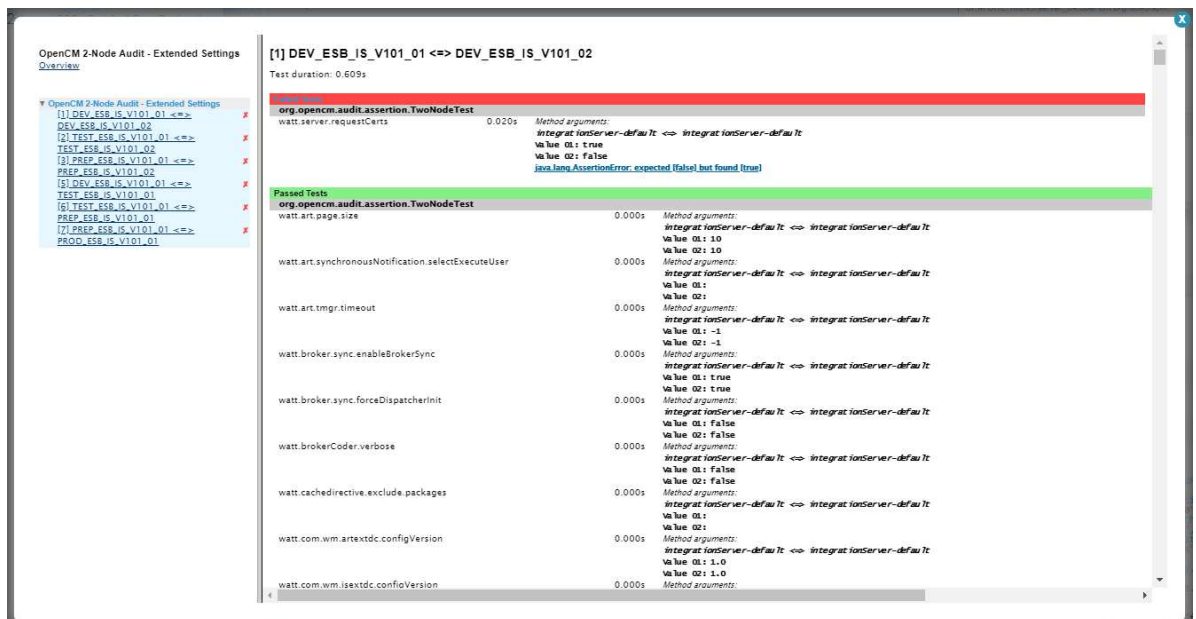 X
OpenCM 2-Node Audit - Extended Settings
Overview
▼ OpenCM 2-Node Audit - Extended Settings
[1] DEV_ESB_IS_V101_01 <=> ✗
DEV_ESB_IS_V101_02
[2] TEST_ESB_IS_V101_01 <=> ✗
TEST_ESB_IS_V101_02
[3] PREP_ESB_IS_V101_01 <=> ✗
PREP_ESB_IS_V101_02
[5] DEV_ESB_IS_V101_01 <=> ✗
TEST_ESB_IS_V101_01
[6] TEST_ESB_IS_V101_01 <=> ✗
PREP_ESB_IS_V101_01
[7] PREP_ESB_IS_V101_01 <=> ✗
PROD_ESB_IS_V101_01
[1] DEV_ESB_IS_V101_01 <=> DEV_ESB_IS_V101_02
Test duration: 0.609s
org.opencm.audit.assertion.TwoNodeTest
watt.server.requestCerts 0.020s Method arguments:
integrationServer-default <=> integrationServer-default
Value 01: true
Value 02: false
java.lang.AssertionError: expected [false] but found [true]
Passed Tests
org.opencm.audit.assertion.TwoNodeTest
watt.art.page.size 0.000s Method arguments:
integrationServer-default <=> integrationServer-default
Value 01: 10
Value 02: 10
watt.art.synchronousNotification.selectExecuteUser 0.000s Method arguments:
integrationServer-default <=> integrationServer-default
Value 01:
Value 02:
watt.art.tmgr.timeout 0.000s Method arguments:
integrationServer-default <=> integrationServer-default
Value 01: -1
Value 02: -1
watt.broker.sync.enableBrokerSync 0.000s Method arguments:
integrationServer-default <=> integrationServer-default
Value 01: true
Value 02: true
watt.broker.sync.forceDispatcherInit 0.000s Method arguments:
integrationServer-default <=> integrationServer-default
Value 01: false
Value 02: false
watt.brokerCoder.verbose 0.000s Method arguments:
integrationServer-default <=> integrationServer-default
Value 01: false
Value 02: false
watt.cachedirective.exclude.packages 0.000s Method arguments:
integrationServer-default <=> integrationServer-default
Value 01:
Value 02:
watt.com.wm.artextdc.configVersion 0.000s Method arguments:
integrationServer-default <=> integrationServer-default
Value 01: 1.0
Value 02: 1.0
watt.com.wm.isextdc.configVersion 0.000s Method arguments: